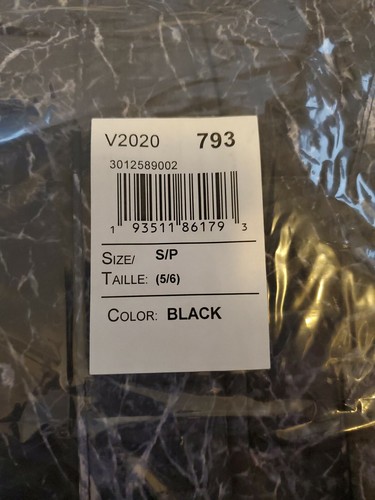 V2020 793
3012589002
1 93511 86179 3
SIZE/ S/P
TAILLE: (5/6)
COLOR: BLACK